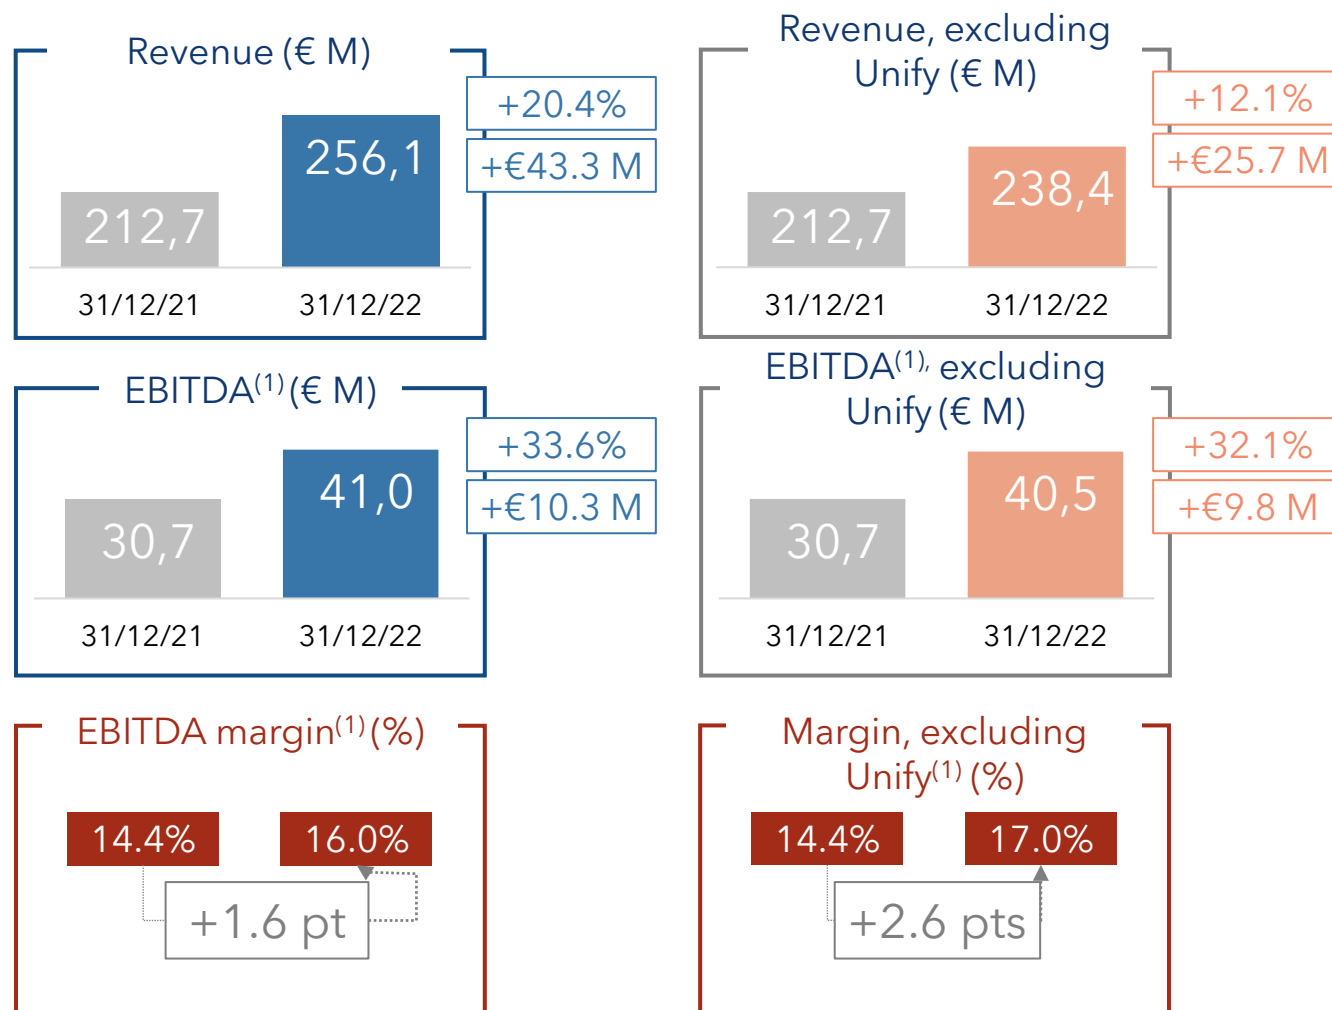 Revenue (€ M)
+20.4%
+€43.3 M
212,7
256,1
31/12/21
31/12/22
Revenue, excluding
Unify (€ M)
+12.1%
+€25.7 M
212,7
238,4
31/12/21
31/12/22
EBITDA(1) (€ M)
+33.6%
+€10.3 M
30,7
41,0
31/12/21
31/12/22
EBITDA(1), excluding
Unify (€ M)
+32.1%
+€9.8 M
30,7
40,5
31/12/21
31/12/22
EBITDA margin(1) (%)
14.4%
16.0%
+1.6 pt
Margin, excluding
Unify(1) (%)
14.4%
17.0%
+2.6 pts